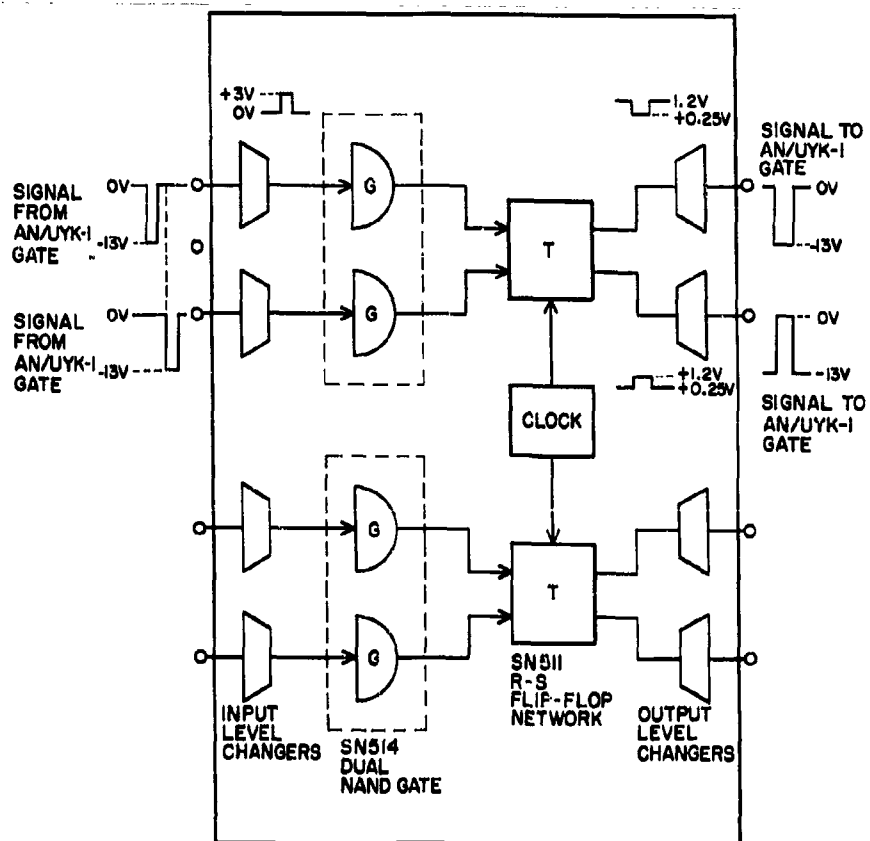 +3V
0V
1.2V
+0.25V
SIGNAL TO
AN/UYK-1
GATE
SIGNAL
FROM
AN/UYK-1
GATE
0V
-13V
G
T
0V
-13V
SIGNAL
FROM
AN/UYK-1
GATE
0V
-13V
G
0V
-13V
+1.2V
+0.25V
SIGNAL TO
AN/UYK-1
GATE
CLOCK
G
T
G
INPUT
LEVEL
CHANGERS
SN514
DUAL
NAND GATE
SN511
R-S
FLIP-FLOP
NETWORK
OUTPUT
LEVEL
CHANGERS